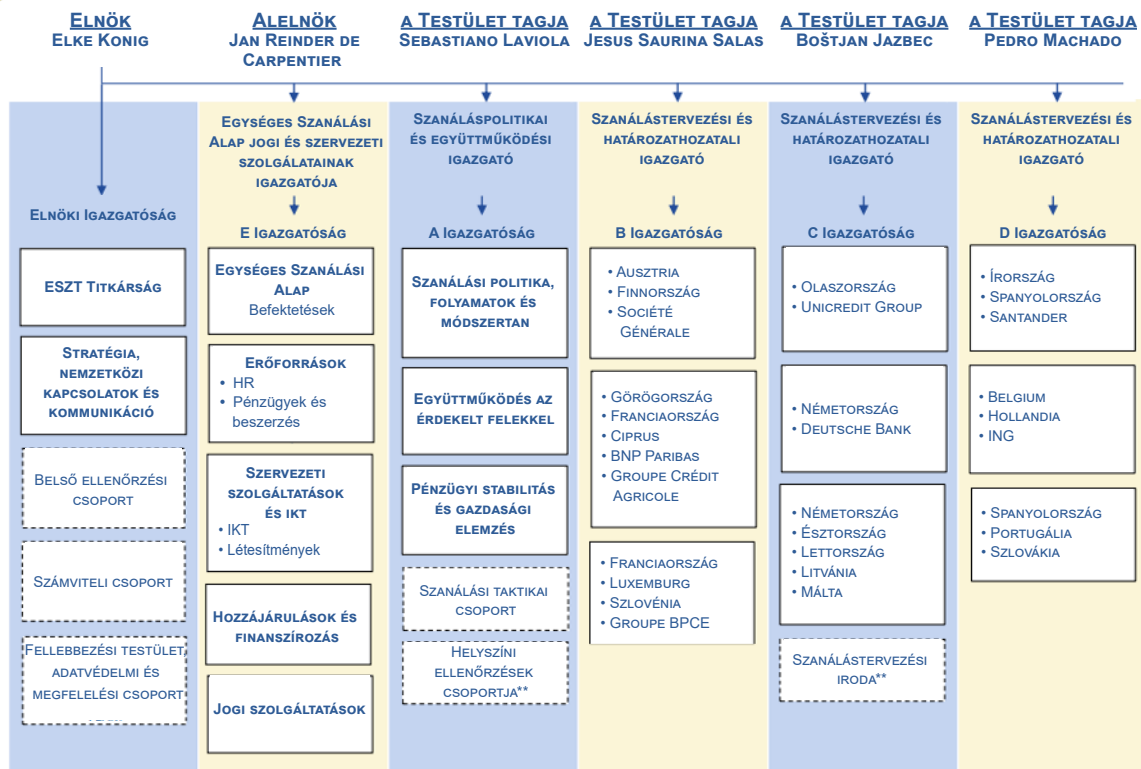 ELNÖK
ELKE KONIG
ALELNÖK
JAN REINDER DE
CARPENTIER
A TESTÜLET TAGJA
SEBASTIANO LAVIOLA
A TESTÜLET TAGJA
JESUS SAURINA SALAS
A TESTÜLET TAGJA
BOŠTJAN JAZBEC
A TESTÜLET TAGJA
PEDRO MACHADO
ELNÖKI IGAZGATÓSÁG
ESZT TITKÁRSÁG
STRATÉGIA,
NEMZETKÖZI
KAPCSOLATOK ÉS
KOMMUNIKÁCIÓ
BELSŐ ELLENŐRZÉSI
CSOPORT
SZÁMVITELI CSOPORT
FELLEBBEZÉSI TESTÜLET,
ADATVÉDELMI ÉS
MEGFELELÉSI CSOPORT
EGYSÉGES SZANÁLÁSI
ALAP JOGI ÉS SZERVEZETI
SZOLGÁLATAINAK
IGAZGATÓJA
E IGAZGATÓSÁG
EGYSÉGES SZANÁLÁSI
ALAP
Befektetések
ERŐFORRÁSOK
• HR
• Pénzügyek és
beszerzés
SZERVEZETI
SZOLGÁLTATÁSOK
ÉS IKT
• IKT
• Létesítmények
HOZZÁJÁRULÁSOK ÉS
FINANSZÍROZÁS
JOGI SZOLGÁLTATÁSOK
SZANÁLÁSPOLITIKAI
ÉS EGYÜTTMŰKÖDÉSI
IGAZGATÓ
A IGAZGATÓSÁG
SZANÁLÁSI POLITIKA,
FOLYAMATOK ÉS
MÓDSZERTAN
EGYÜTTMŰKÖDÉS AZ
ÉRDEKELT FELEKKEL
PÉNZÜGYI STABILITÁS
ÉS GAZDASÁGI
ELEMZÉS
SZANÁLÁSI TAKTIKAI
CSOPORT
HELYSZÍNI
ELLENŐRZÉSEK
CSOPORTJA**
SZANÁLÁSTERVEZÉSI ÉS
HATÁROZATHOZATALI
IGAZGATÓ
B IGAZGATÓSÁG
• AUSZTRIA
• FINNORSZÁG
• SOCIÉTÉ
GÉNÉRALE
• GÖRÖGORSZÁG
• FRANCIAORSZÁG
• CIPRUS
• BNP PARIBAS
• GROUPE CRÉDIT
AGRICOLE
• FRANCIAORSZÁG
• LUXEMBURG
• SZLOVÉNIA
• GROUPE BPCE
SZANÁLÁSTERVEZÉSI ÉS
HATÁROZATHOZATALI
IGAZGATÓ
C IGAZGATÓSÁG
• OLASZORSZÁG
• UNICREDIT GROUP
• NÉMETORSZÁG
• DEUTSCHE BANK
• NÉMETORSZÁG
• ÉSZTORSZÁG
• LETTORSZÁG
• LITVÁNIA
• MÁLTA
SZANÁLÁSTERVEZÉSI
IRODA**
SZANÁLÁSTERVEZÉSI ÉS
HATÁROZATHOZATALI
IGAZGATÓ
D IGAZGATÓSÁG
• ÍRORSZÁG
• SPANYOLORSZÁG
• SANTANDER
• BELGIUM
• HOLLANDIA
• ING
• SPANYOLORSZÁG
• PORTUGÁLIA
• SZLOVÁKIA